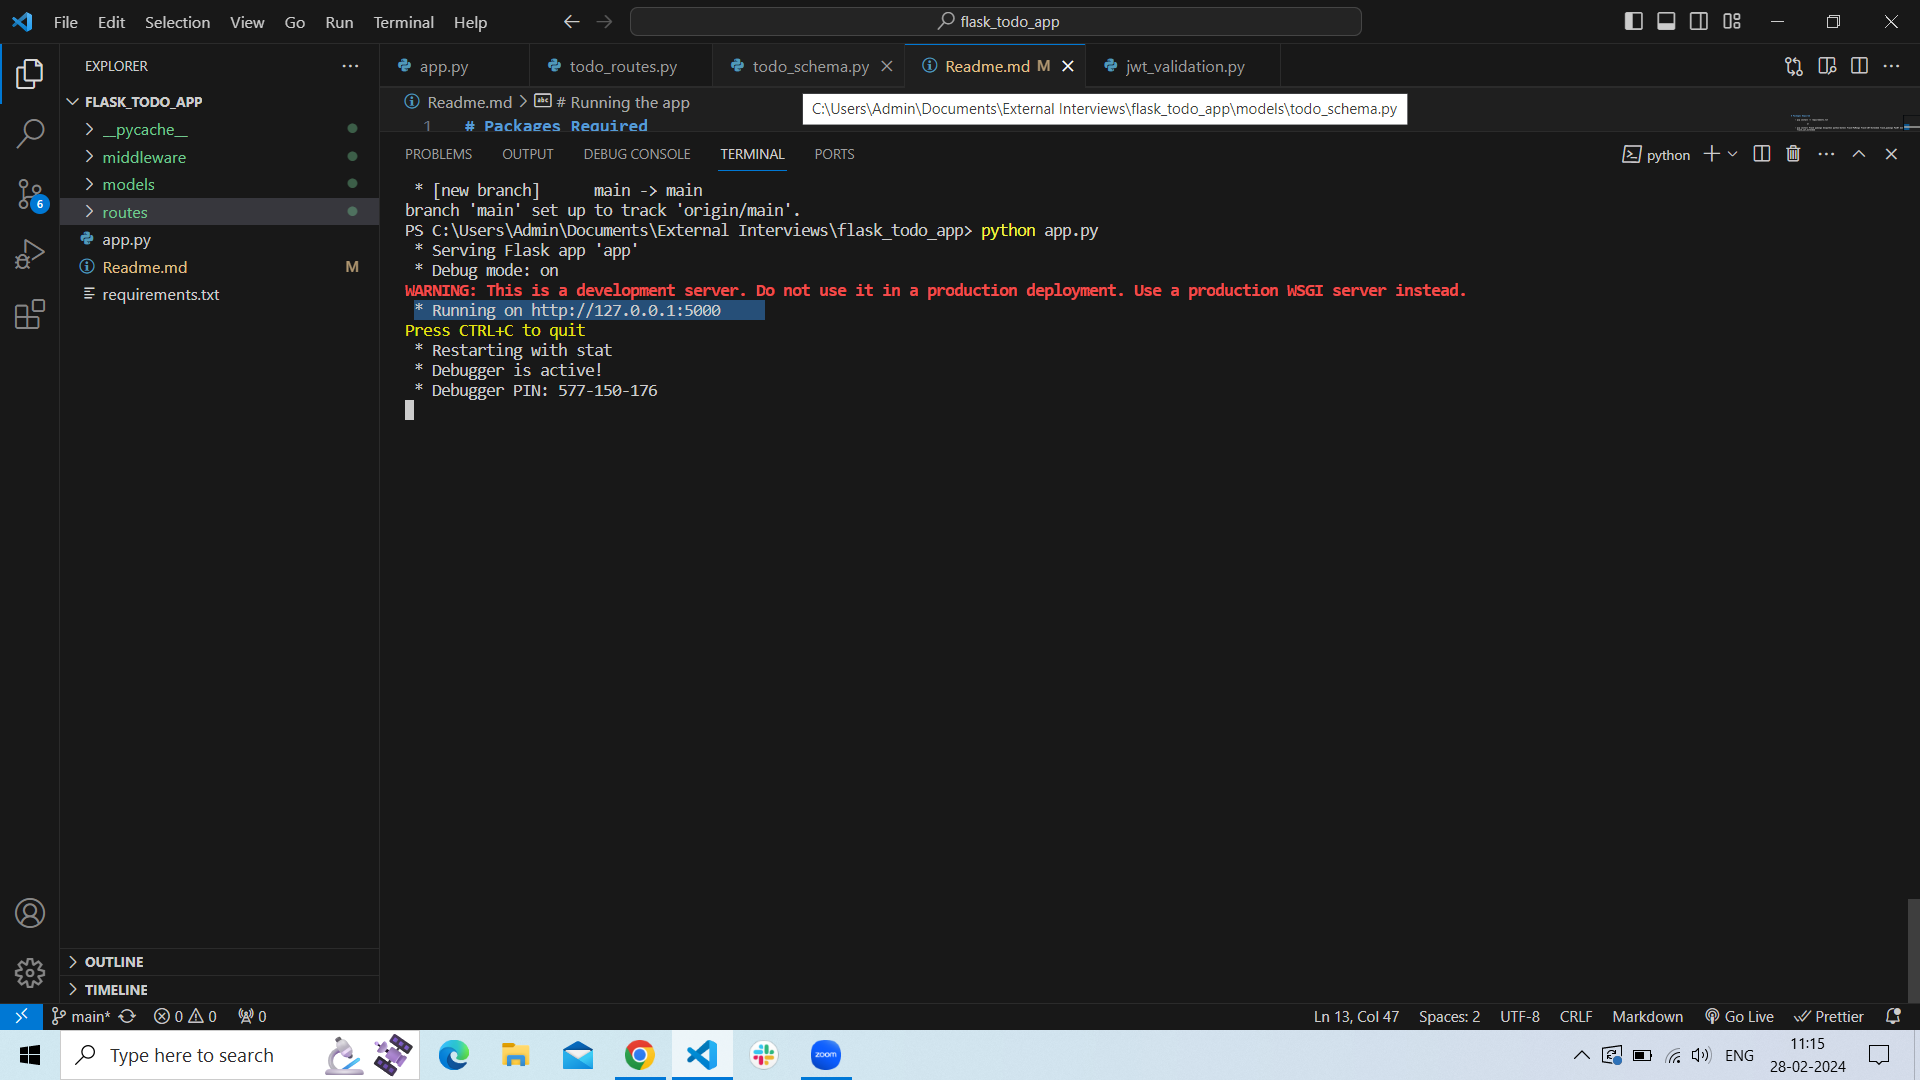 File Edit Selection View Go Run Terminal Help
flask_todo_app
EXPLORER
FLASK_TODO_APP
__pycache__
middleware
models
routes
app.py
Readme.md M
requirements.txt
OUTLINE
TIMELINE
app.py
todo_routes.py
todo_schema.py
Readme.md M
jwt_validation.py
Readme.md > # Running the app
C:\Users\Admin\Documents\External Interviews\flask_todo_app\models\todo_schema.py
1 # Packages Required
PROBLEMS OUTPUT DEBUG CONSOLE TERMINAL PORTS
python
* [new branch]      main -> main
branch 'main' set up to track 'origin/main'.
PS C:\Users\Admin\Documents\External Interviews\flask_todo_app> python app.py
* Serving Flask app 'app'
* Debug mode: on
WARNING: This is a development server. Do not use it in a production deployment. Use a production WSGI server instead.
* Running on http://127.0.0.1:5000
Press CTRL+C to quit
* Restarting with stat
* Debugger is active!
* Debugger PIN: 577-150-176
6
main* 0 0 0
Ln 13, Col 47 Spaces: 2 UTF-8 CRLF Markdown Go Live Prettier
Type here to search
zoom
ENG
11:15
28-02-2024